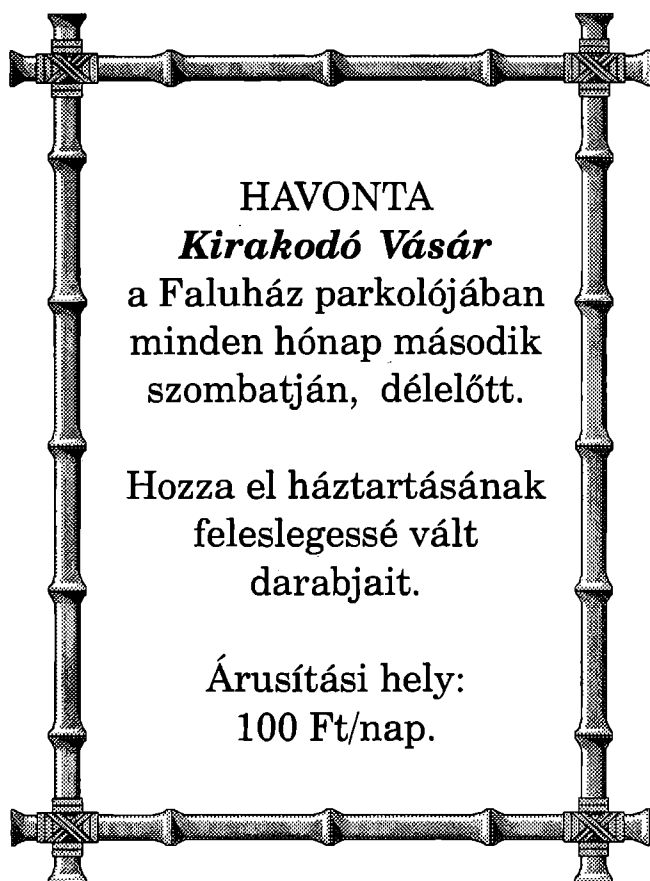 HAVONTA
Kirakodó Vásár
a Faluház parkolójában
minden hónap második
szombatján, délelőtt.
Hozza el háztartásának
feleslegessé vált
darabjait.
Árusítási hely:
100 Ft/nap.